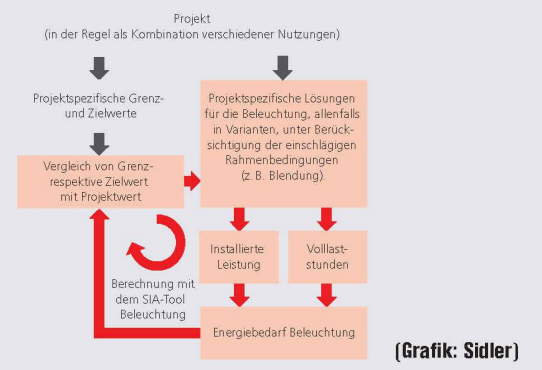 Projekt
(in der Regel als Kombination verschiedener Nutzungen)
Projektspezifische Grenz-
und Zielwerte
Projektspezifische Lösungen
für die Beleuchtung, allenfalls
in Varianten, unter Berück-
sichtigung der einschlägigen
Rahmenbedingungen
(z. B. Blendung).
Vergleich von Grenz-
respektive Zielwert
mit Projektwert
Installierte
Leistung
Volllast-
stunden
Berechnung mit
dem SIA-Tool
Beleuchtung
Energiebedarf Beleuchtung
(Grafik: Sidler)